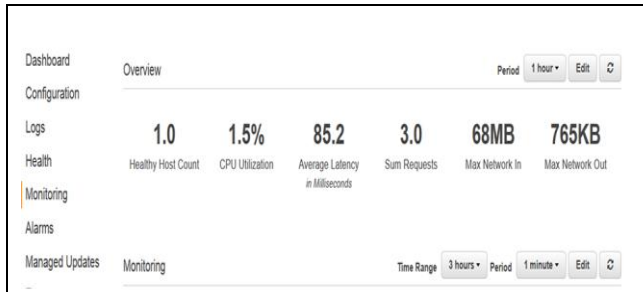 Dashboard
Configuration
Logs
Health
Monitoring
Alarms
Managed Updates
Overview
Period 1 hour Edit
1.0
Healthy Host Count
1.5%
CPU Utilization
85.2
Average Latency
in Milliseconds
3.0
Sum Requests
68MB
Max Network In
765KB
Max Network Out
Monitoring
Time Range 3 hours Period 1 minute Edit